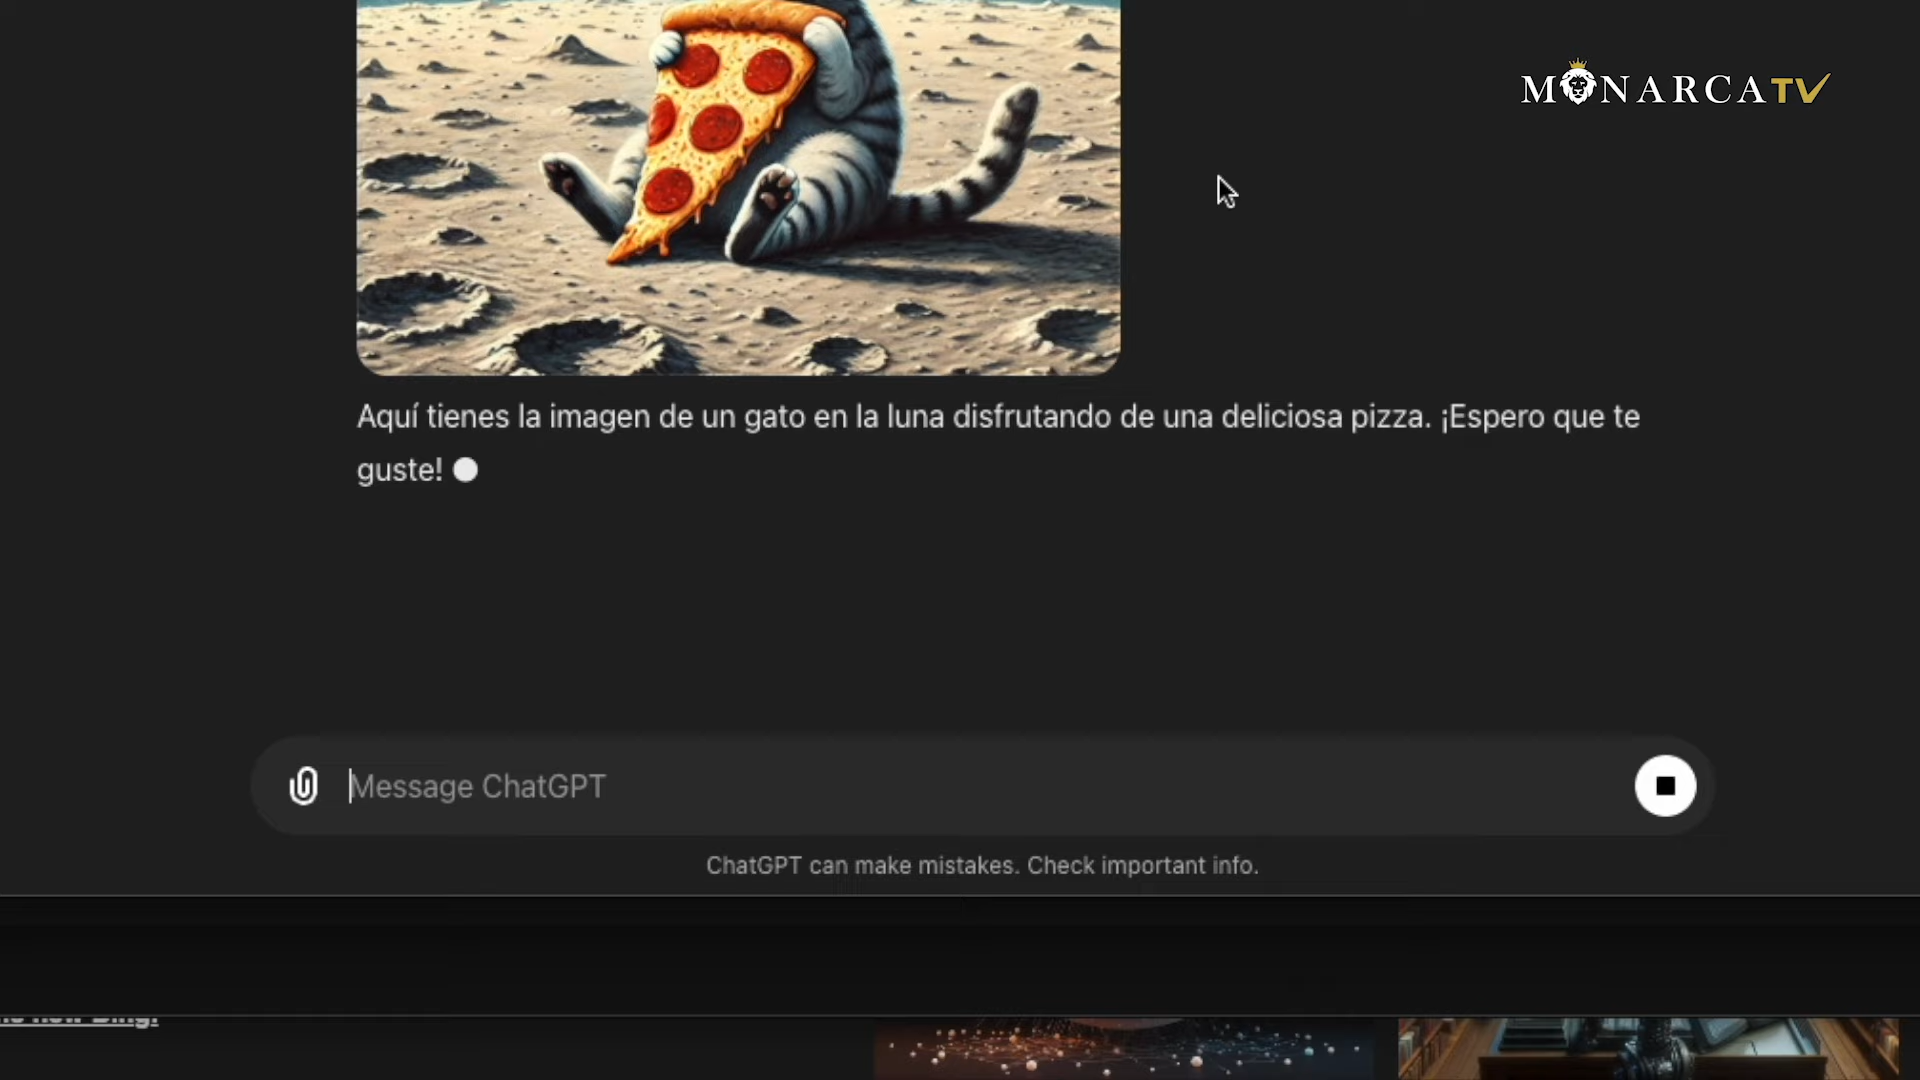 MONARCATV
Aquí tienes la imagen de un gato en la luna disfrutando de una deliciosa pizza. ¡Espero que te
guste!
Message ChatGPT
ChatGPT can make mistakes. Check important info.
Bing!